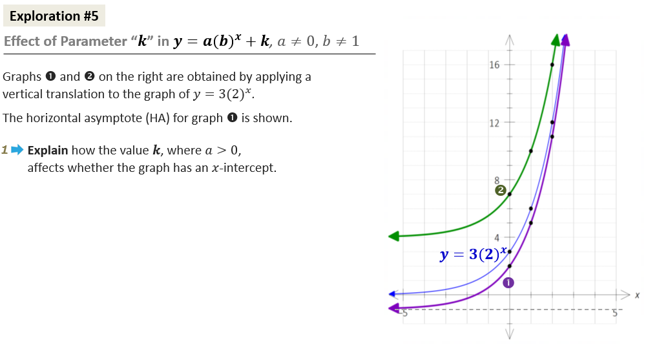 Exploration #5
Effect of Parameter “k” in y = a(b)ˣ + k, a ≠ 0, b ≠ 1
Graphs ❶ and ❷ on the right are obtained by applying a
vertical translation to the graph of y = 3(2)ˣ.
The horizontal asymptote (HA) for graph ❶ is shown.
1 ➡ Explain how the value k, where a > 0,
affects whether the graph has an x-intercept.
16
12
8
❷
4
y = 3(2)ˣ
❶
x
-5
5